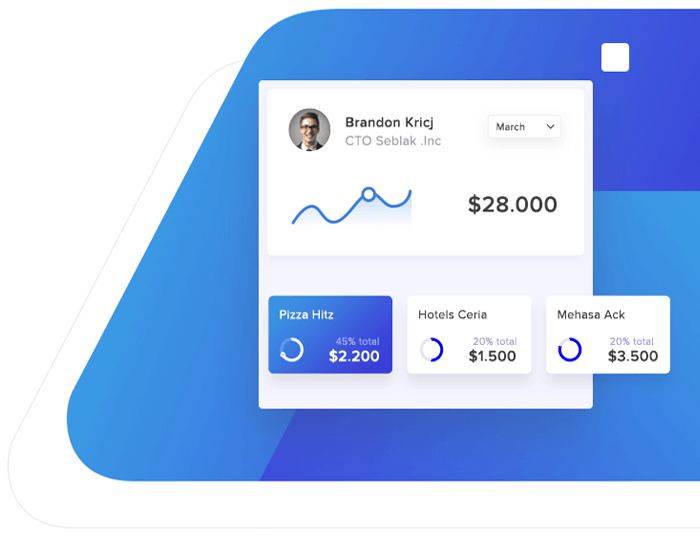 Brandon Kricj
CTO Seblak .Inc
March
$28.000
Pizza Hitz
45% total
$2.200
Hotels Ceria
20% total
$1.500
Mehasa Ack
20% total
$3.500